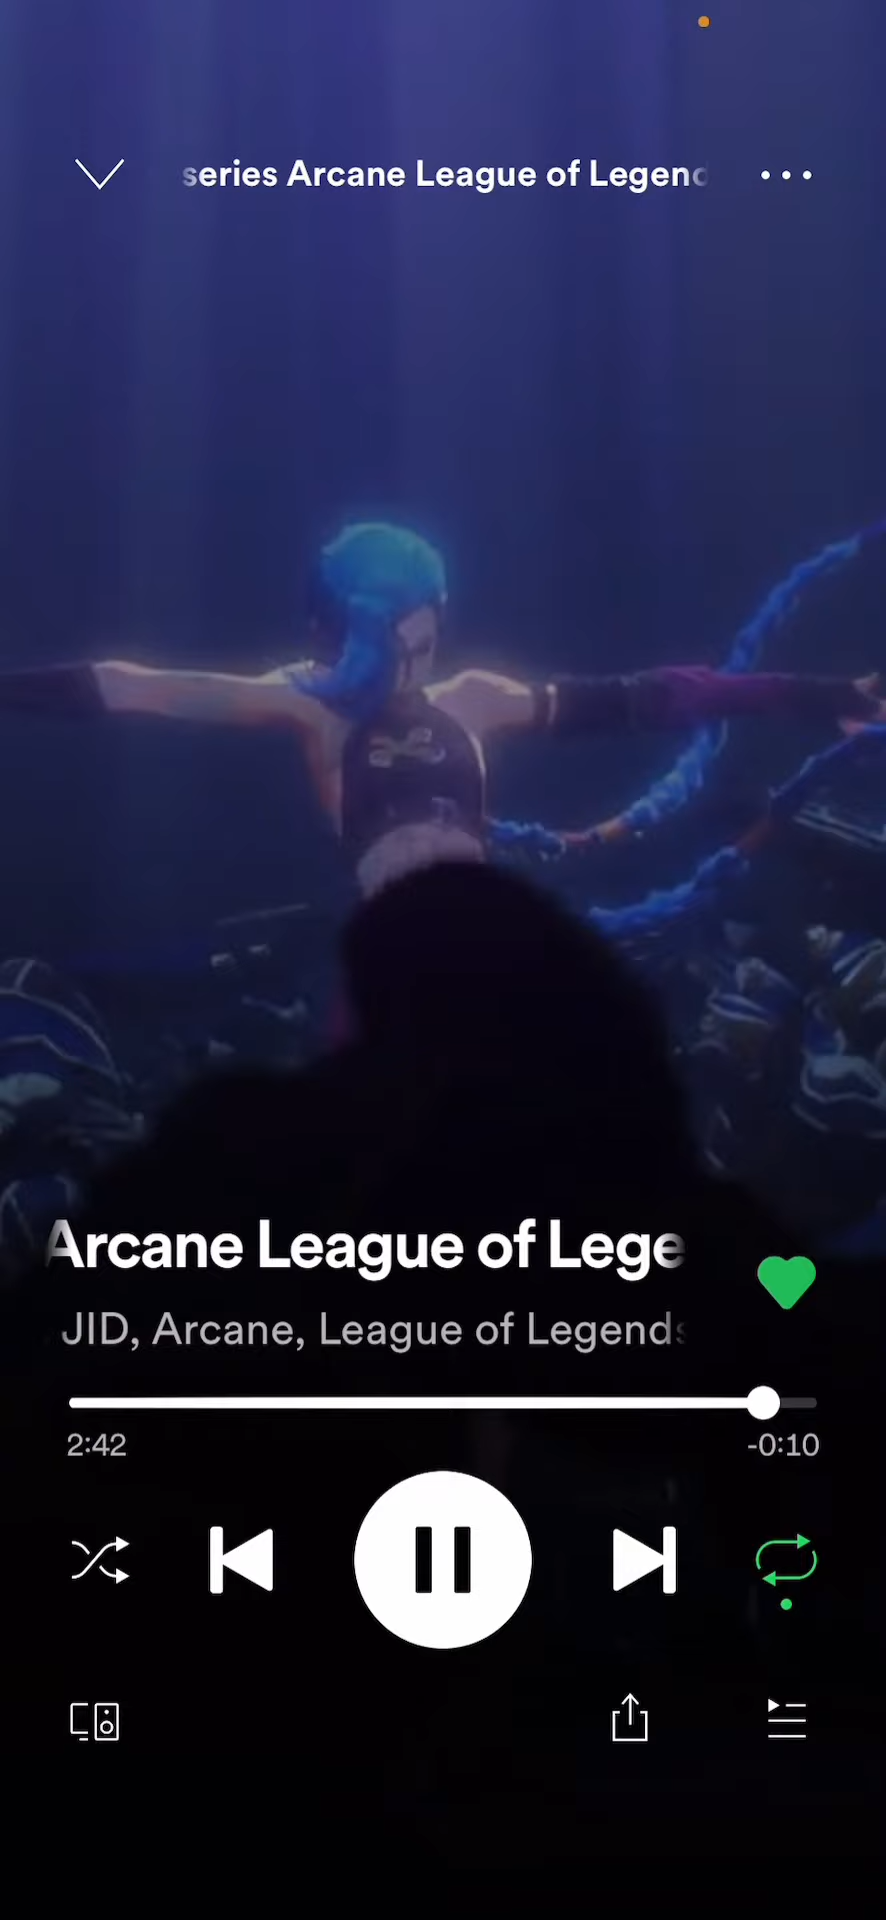 series Arcane League of Legend
Arcane League of Lege
JID, Arcane, League of Legends
2:42
-0:10